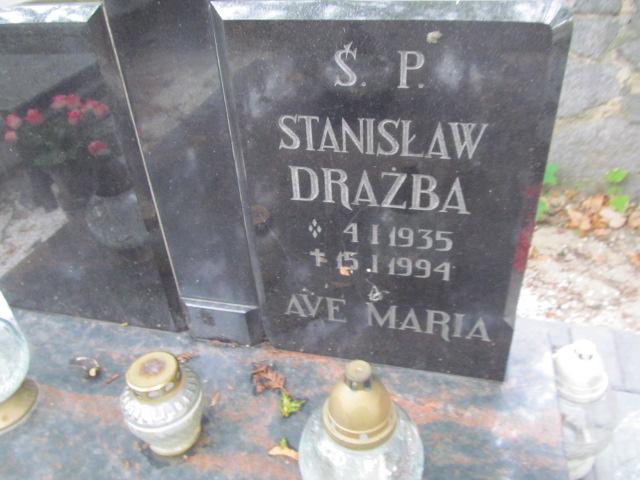 Ś. P.
STANISŁAW
DRAŻBA
4 I 1935
✝ 15 I 1994
AVE MARIA